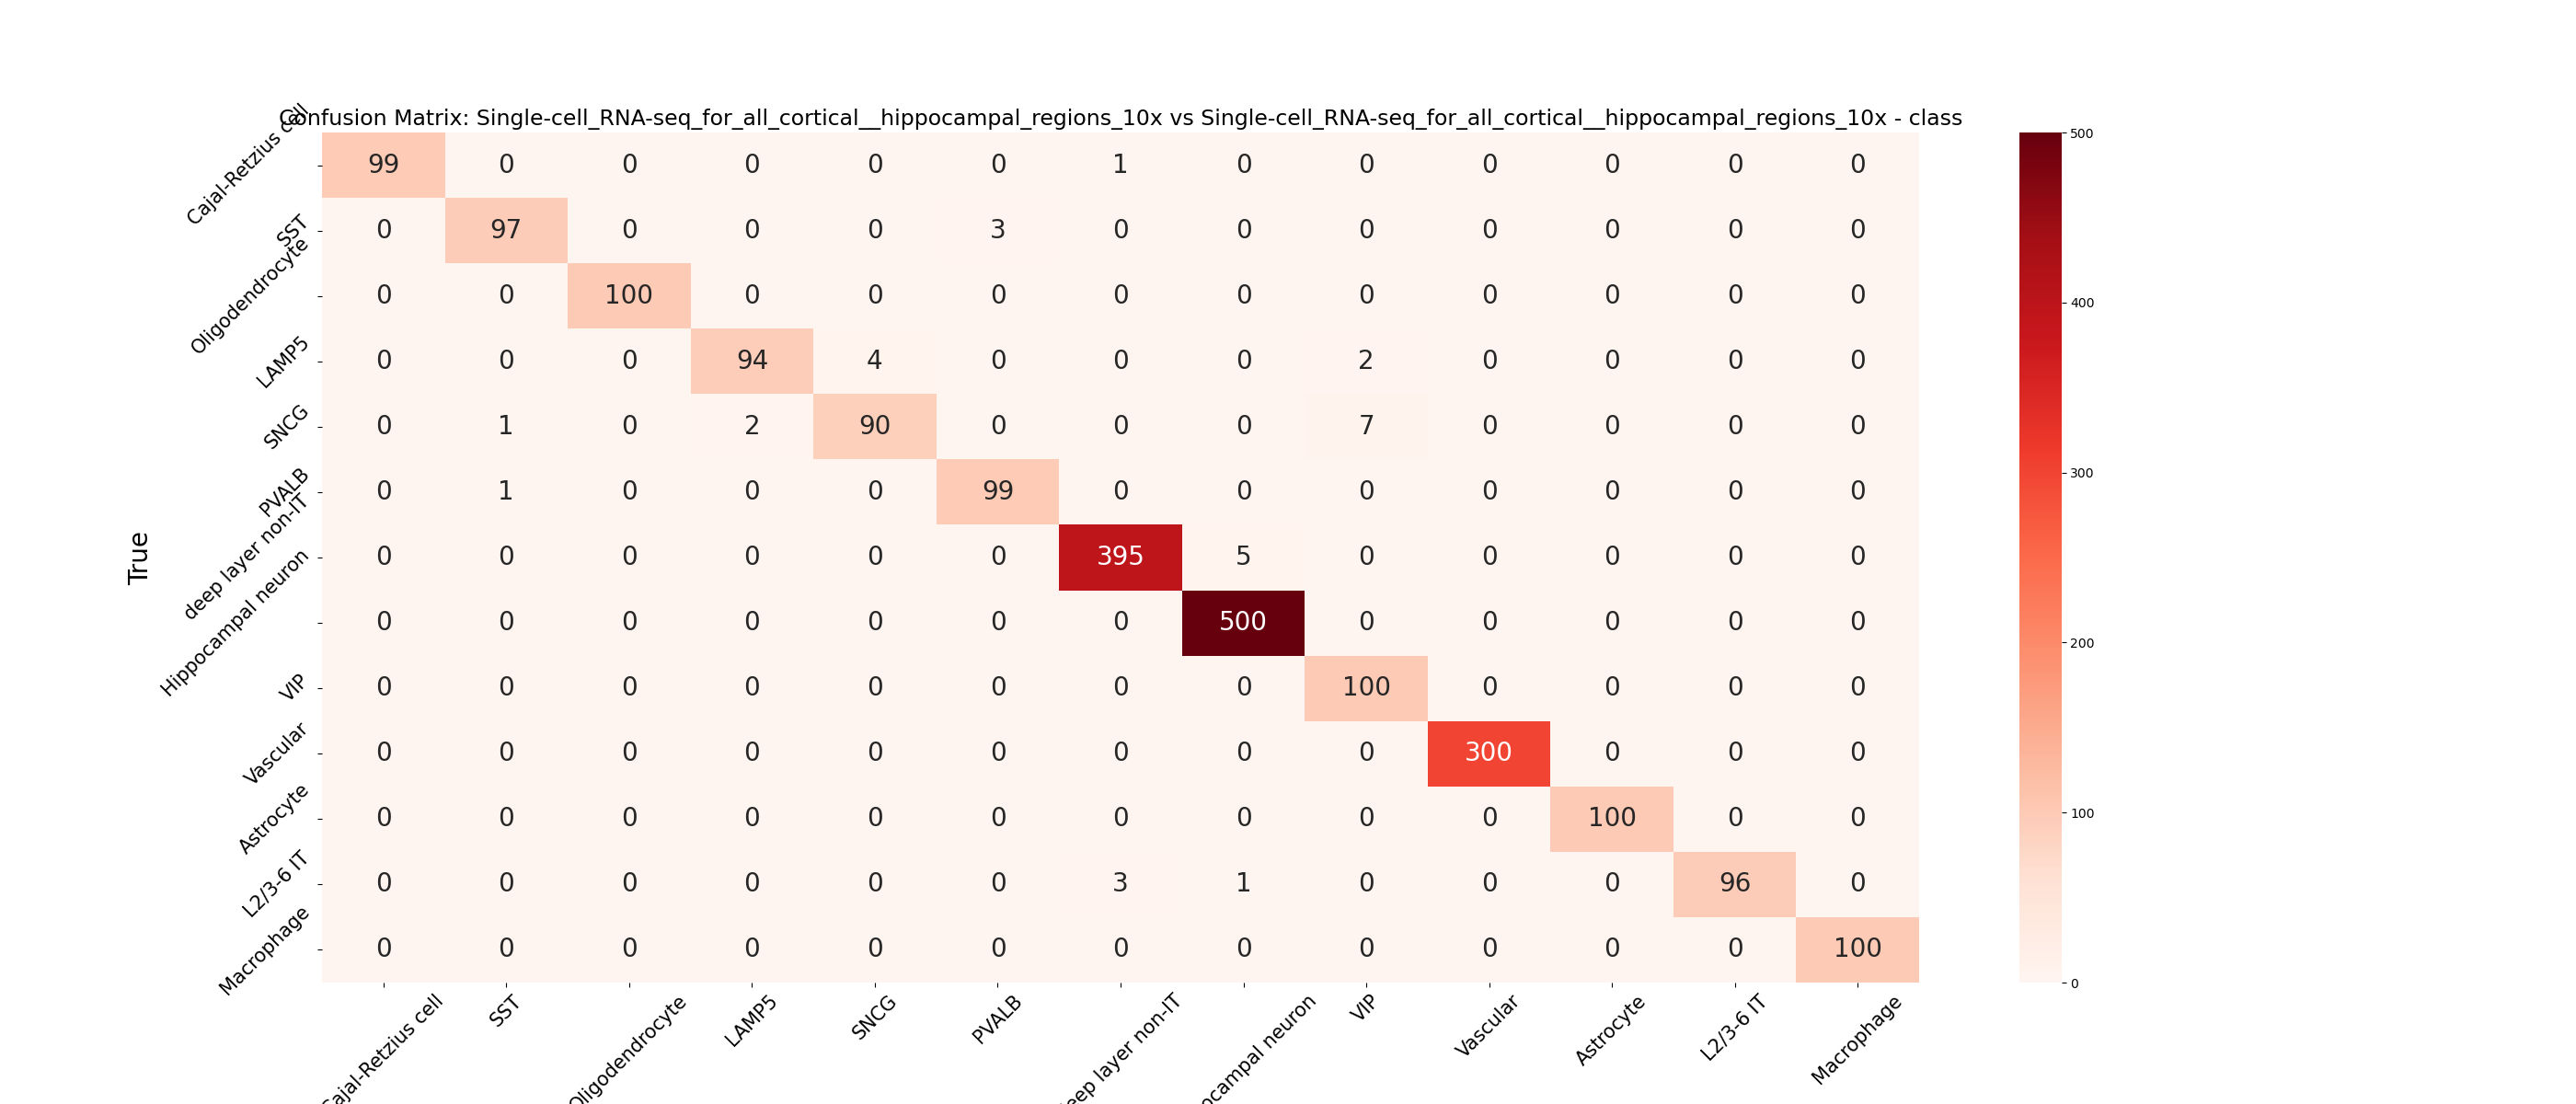 Confusion Matrix: Single-cell_RNA-seq_for_all_cortical__hippocampal_regions_10x vs Single-cell_RNA-seq_for_all_cortical__hippocampal_regions_10x - class
True
Cajal-Retzius cell 99 0 0 0 0 0 1 0 0 0 0 0 0
SST 0 97 0 0 0 3 0 0 0 0 0 0 0
Oligodendrocyte 0 0 100 0 0 0 0 0 0 0 0 0 0
LAMP5 0 0 0 94 4 0 0 0 2 0 0 0 0
SNCG 0 1 0 2 90 0 0 0 7 0 0 0 0
PVALB 0 1 0 0 0 99 0 0 0 0 0 0 0
deep layer non-IT 0 0 0 0 0 0 395 5 0 0 0 0 0
Hippocampal neuron 0 0 0 0 0 0 0 500 0 0 0 0 0
VIP 0 0 0 0 0 0 0 0 100 0 0 0 0
Vascular 0 0 0 0 0 0 0 0 0 300 0 0 0
Astrocyte 0 0 0 0 0 0 0 0 0 0 100 0 0
L2/3-6 IT 0 0 0 0 0 0 3 1 0 0 0 96 0
Macrophage 0 0 0 0 0 0 0 0 0 0 0 0 100
Cajal-Retzius cell SST Oligodendrocyte LAMP5 SNCG PVALB eep layer non-IT ocampal neuron VIP Vascular Astrocyte L2/3-6 IT Macrophage
500
400
300
200
100
0